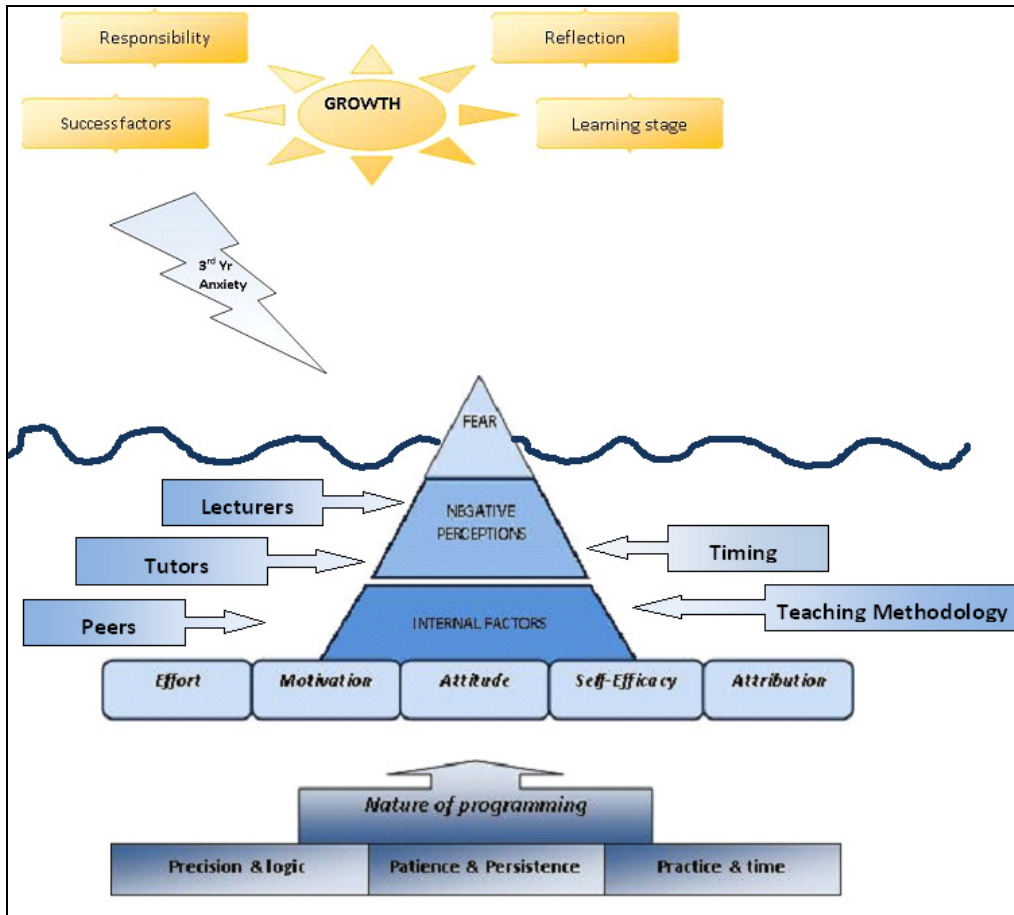 Responsibility
Reflection
GROWTH
Success factors
Learning stage
3rd Yr
Anxiety
FEAR
Lecturers
NEGATIVE
PERCEPTIONS
Timing
Tutors
Peers
INTERNAL FACTORS
Teaching Methodology
Effort
Motivation
Attitude
Self-Efficacy
Attribution
Nature of programming
Precision & logic
Patience & Persistence
Practice & time